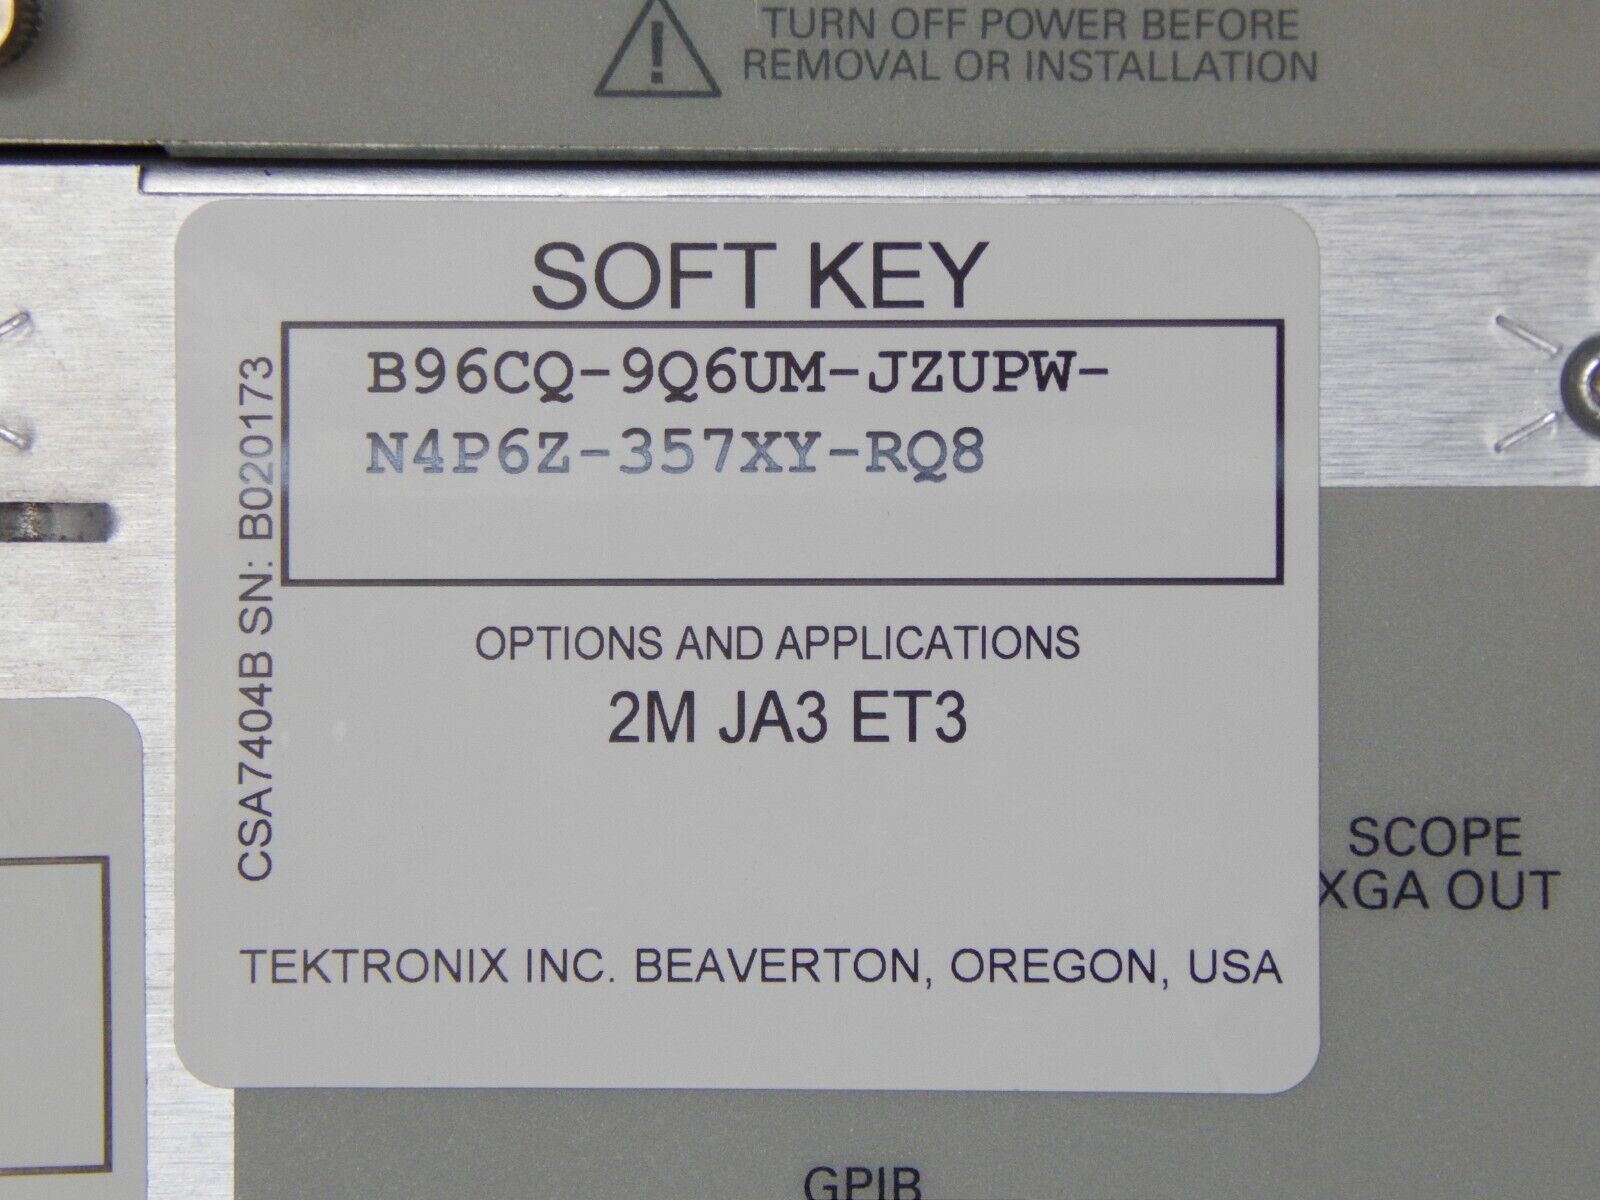 TURN OFF POWER BEFORE
REMOVAL OR INSTALLATION
SOFT KEY
B96CQ-9Q6UM-JZUPW-
N4P6Z-357XY-RQ8
CSA7404B SN: B020173
OPTIONS AND APPLICATIONS
2M JA3 ET3
TEKTRONIX INC. BEAVERTON, OREGON, USA
SCOPE
XGA OUT
GPIB